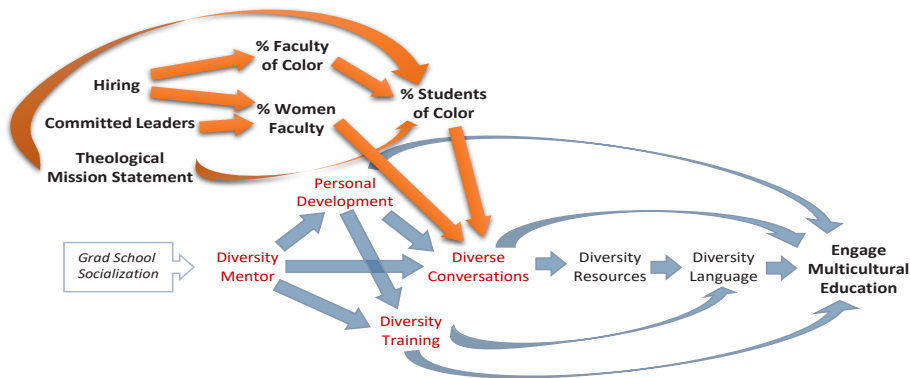 % Faculty
of Color
Hiring
% Students
of Color
% Women
Faculty
Committed Leaders
Theological
Mission Statement
Personal
Development
Grad School
Socialization
Diversity
Mentor
Diverse
Conversations
Diversity
Resources
Diversity
Language
Engage
Multicultural
Education
Diversity
Training